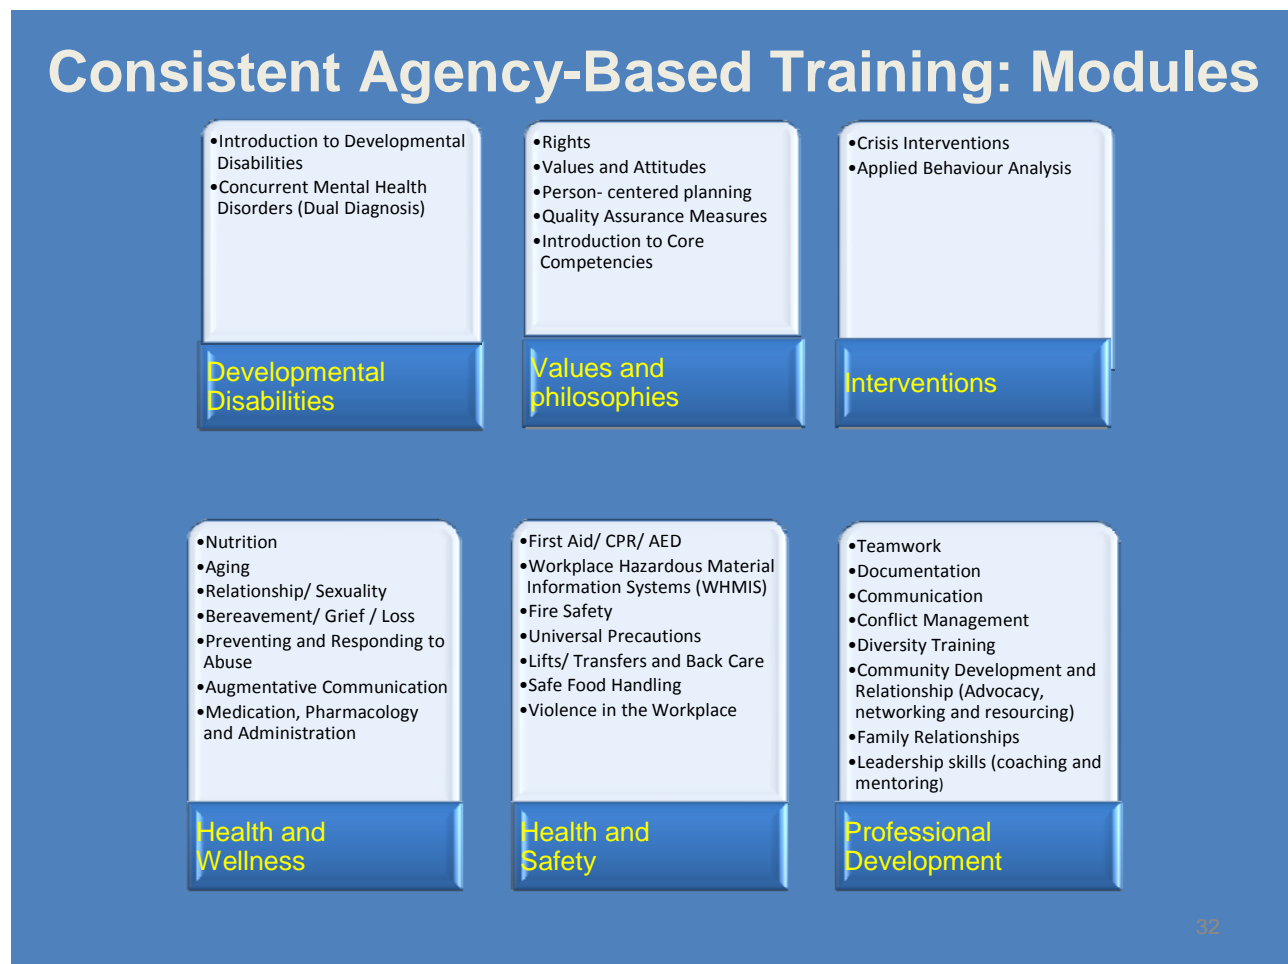 Consistent Agency-Based Training: Modules
•Introduction to Developmental
Disabilities
•Concurrent Mental Health
Disorders (Dual Diagnosis)
Developmental
Disabilities
•Rights
•Values and Attitudes
•Person- centered planning
•Quality Assurance Measures
•Introduction to Core
Competencies
Values and
philosophies
•Crisis Interventions
•Applied Behaviour Analysis
Interventions
•Nutrition
•Aging
•Relationship/ Sexuality
•Bereavement/ Grief / Loss
•Preventing and Responding to
Abuse
•Augmentative Communication
•Medication, Pharmacology
and Administration
Health and
Wellness
•First Aid/ CPR/ AED
•Workplace Hazardous Material
Information Systems (WHMIS)
•Fire Safety
•Universal Precautions
•Lifts/ Transfers and Back Care
•Safe Food Handling
•Violence in the Workplace
Health and
Safety
•Teamwork
•Documentation
•Communication
•Conflict Management
•Diversity Training
•Community Development and
Relationship (Advocacy,
networking and resourcing)
•Family Relationships
•Leadership skills (coaching and
mentoring)
Professional
Development
32